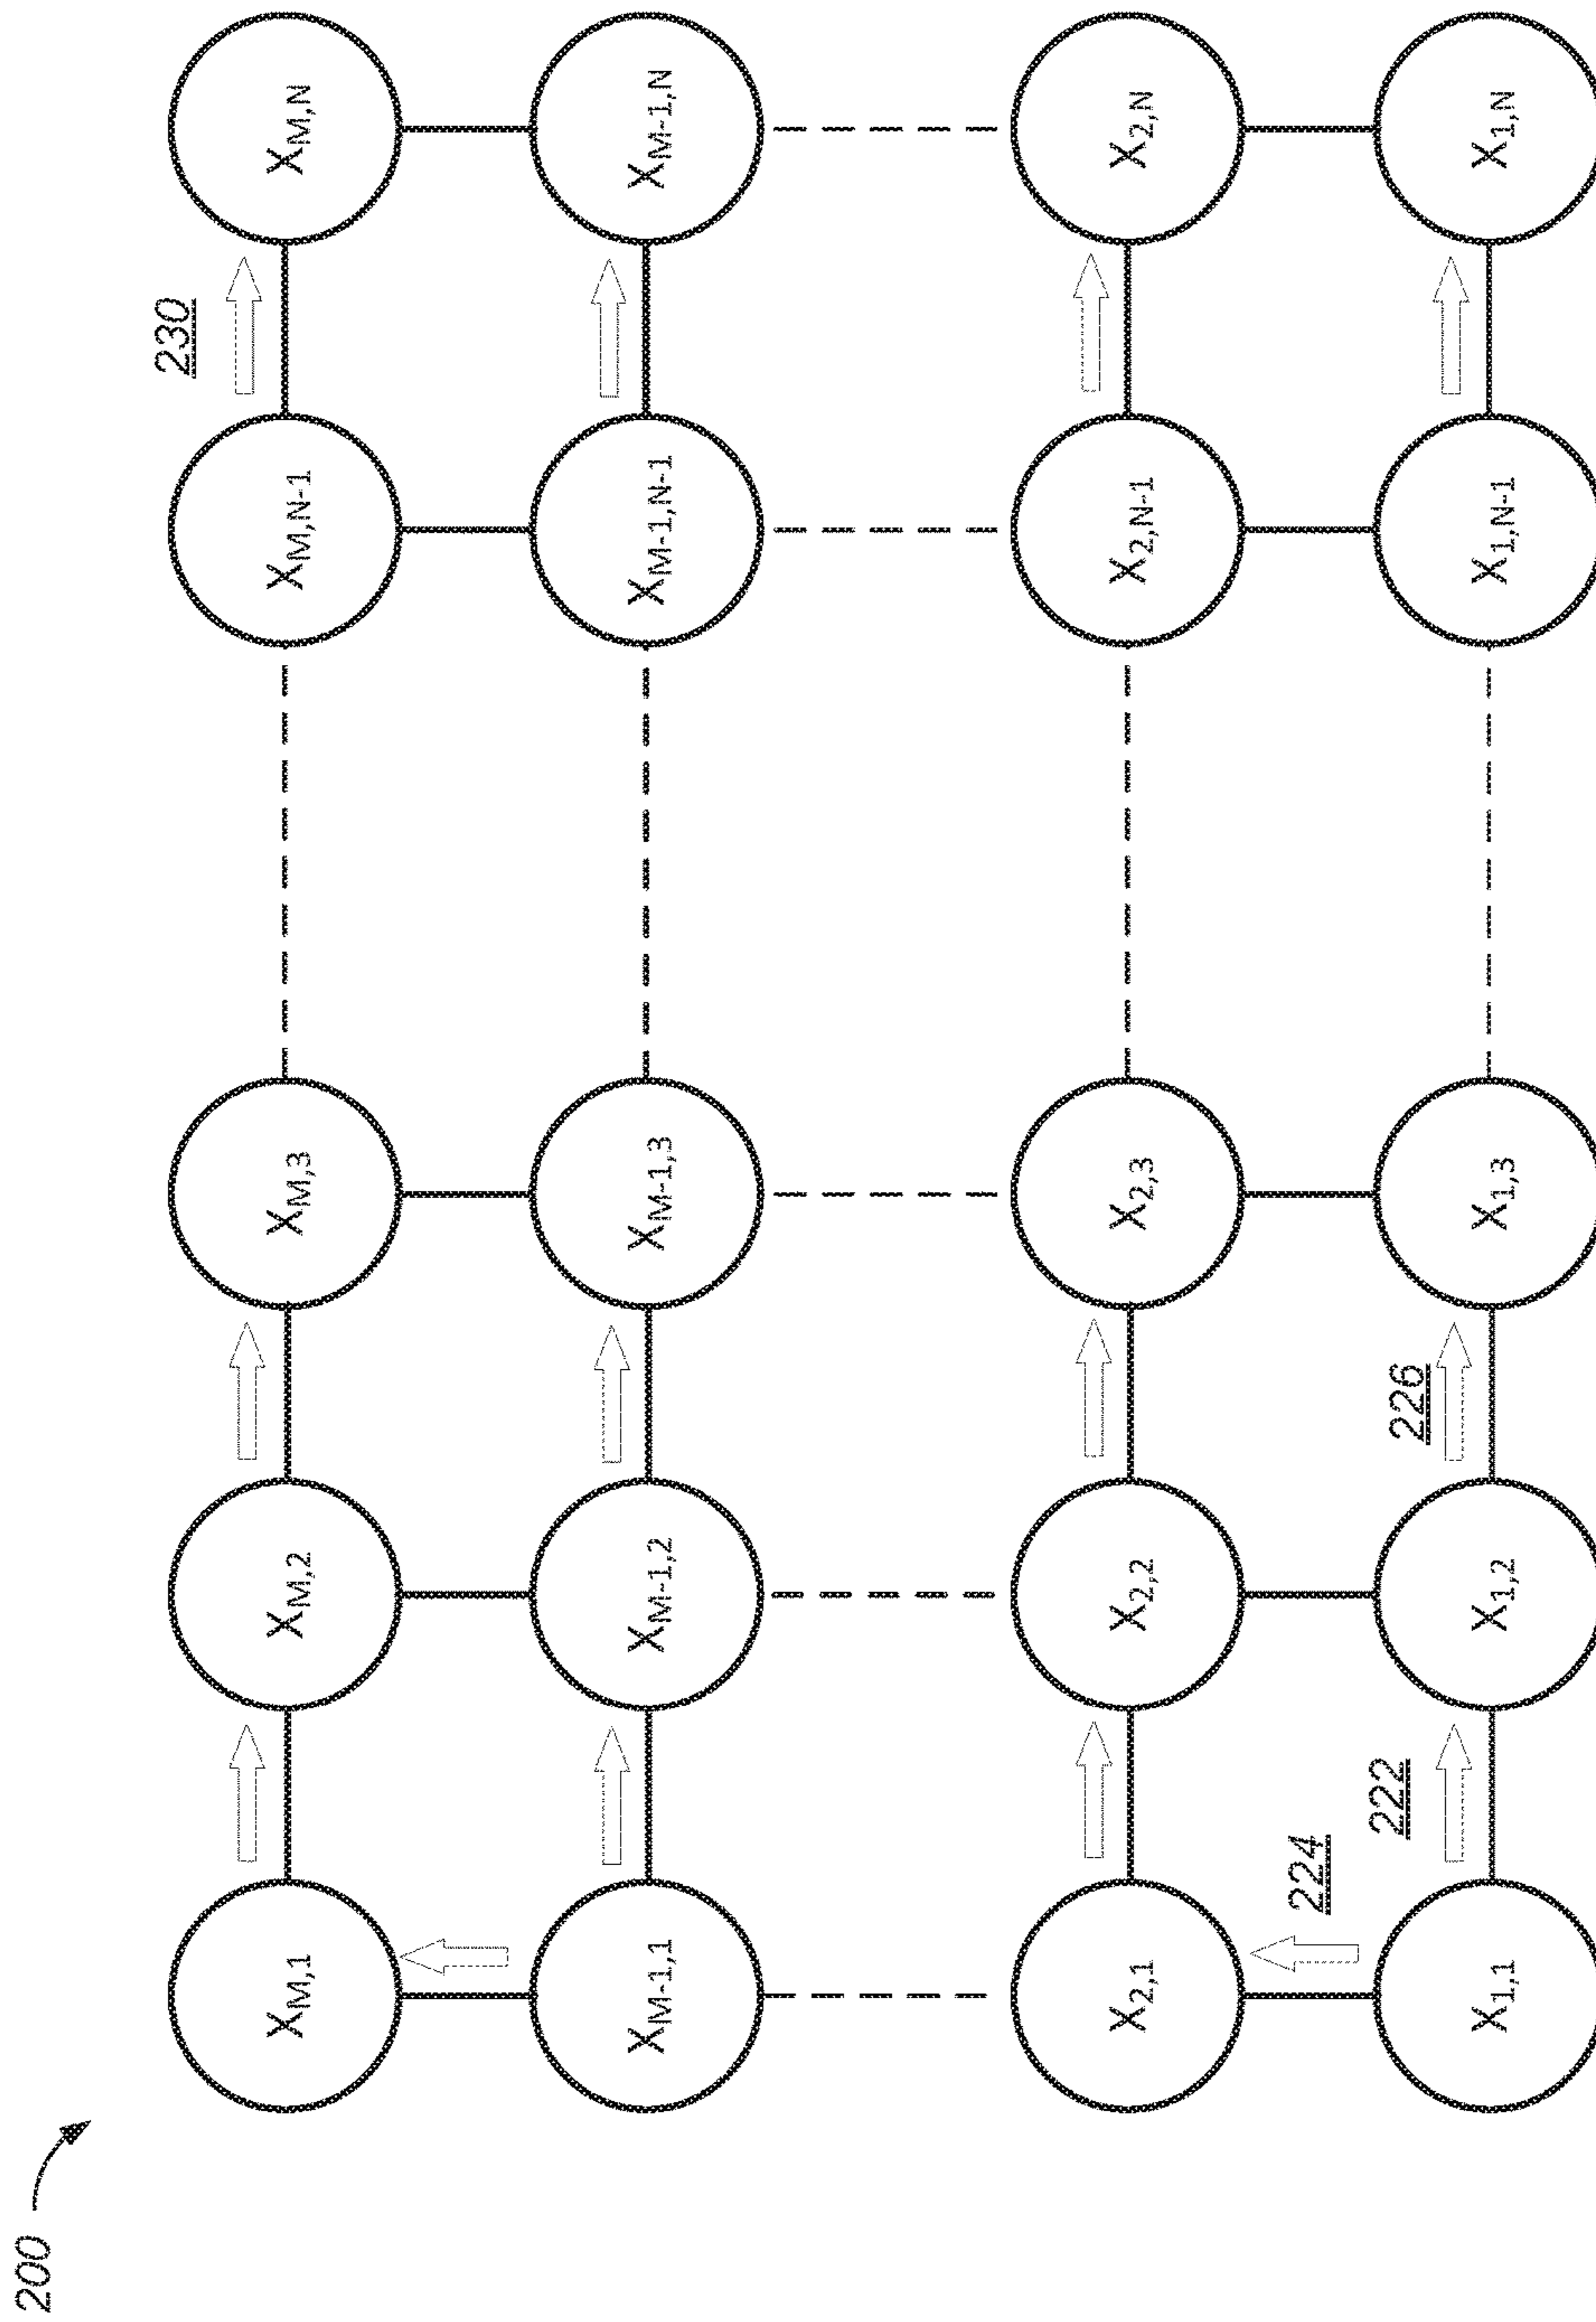 200
230
X_{M,1} X_{M,2} X_{M,3} X_{M,N-1} X_{M,N}
X_{M-1,1} X_{M-1,2} X_{M-1,3} X_{M-1,N-1} X_{M-1,N}
X_{2,1} X_{2,2} X_{2,3} X_{2,N-1} X_{2,N}
224
222 226
X_{1,1} X_{1,2} X_{1,3} X_{1,N-1} X_{1,N}